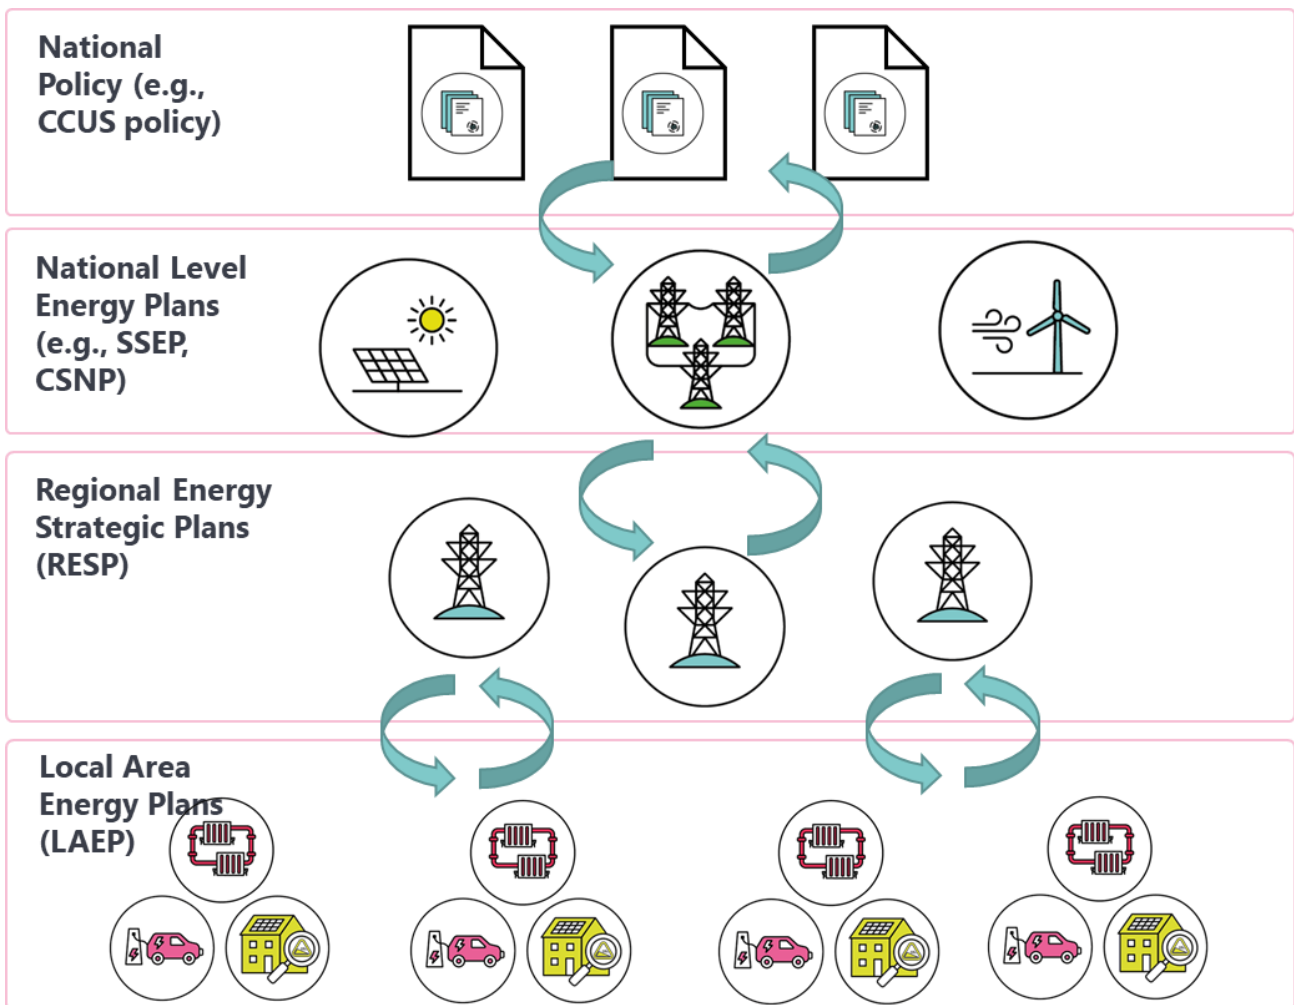 National
Policy (e.g.,
CCUS policy)
National Level
Energy Plans
(e.g., SSEP,
CSNP)
Regional Energy
Strategic Plans
(RESP)
Local Area
Energy Plans
(LAEP)